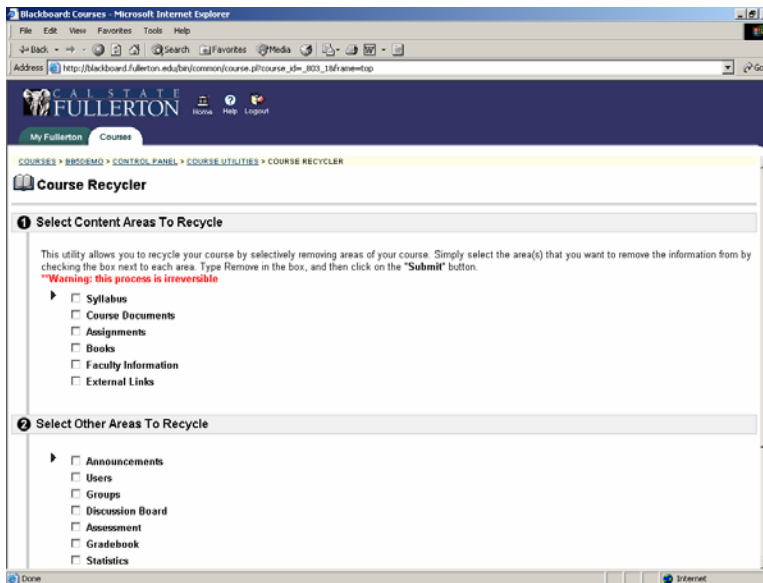 Blackboard: Courses - Microsoft Internet Explorer
File Edit View Favorites Tools Help
Back Search Favorites Media
Address http://blackboard.fullerton.edu/bin/common/course.pl?course_id=_803_1&frame=top Go
CAL STATE
FULLERTON
Home Help Logout
My Fullerton Courses
COURSES > BB50DEMO > CONTROL PANEL > COURSE UTILITIES > COURSE RECYCLER
Course Recycler
1 Select Content Areas To Recycle
This utility allows you to recycle your course by selectively removing areas of your course. Simply select the area(s) that you want to remove the information from by
checking the box next to each area. Type Remove in the box, and then click on the "Submit" button.
**Warning: this process is irreversible
Syllabus
Course Documents
Assignments
Books
Faculty Information
External Links
2 Select Other Areas To Recycle
Announcements
Users
Groups
Discussion Board
Assessment
Gradebook
Statistics
Done Internet